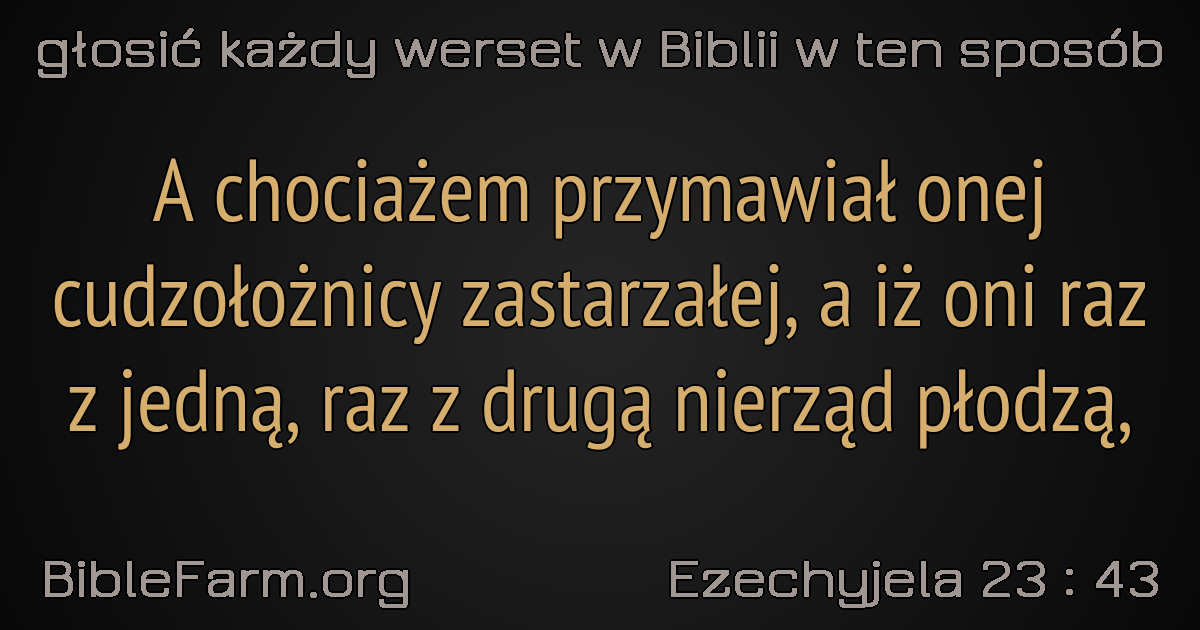 głosić każdy werset w Biblii w ten sposób
A chociażem przymawiał onej
cudzołożnicy zastarzałej, a iż oni raz
z jedną, raz z drugą nierząd płodzą,
BibleFarm.org
Ezechyjela 23 : 43